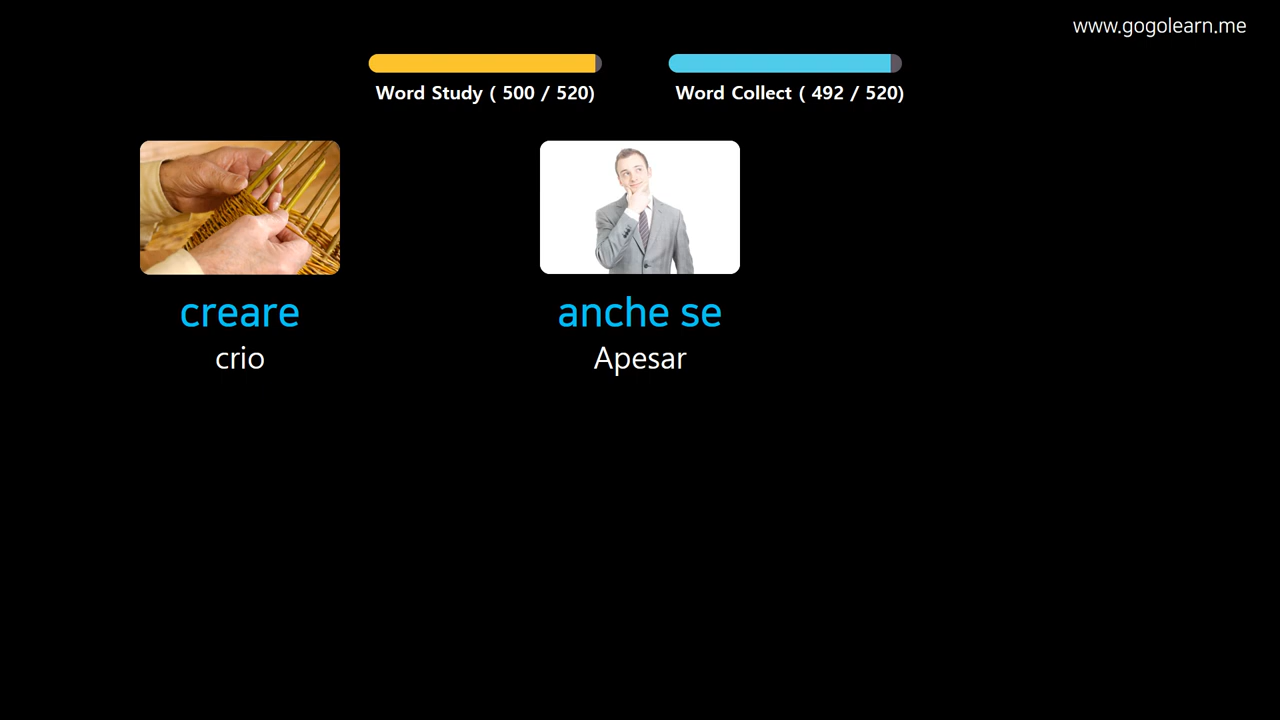 www.gogolearn.me
Word Study ( 500 / 520)
Word Collect ( 492 / 520)
creare
crio
anche se
Apesar